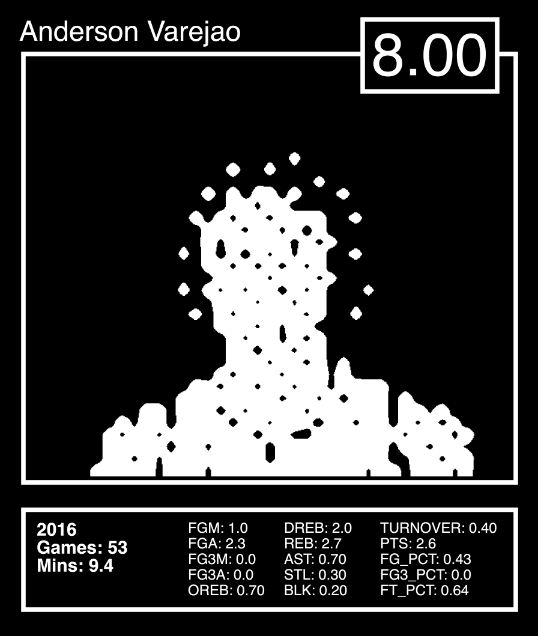 Anderson Varejao
8.00
2016
Games: 53
Mins: 9.4
FGM: 1.0
FGA: 2.3
FG3M: 0.0
FG3A: 0.0
OREB: 0.70
DREB: 2.0
REB: 2.7
AST: 0.70
STL: 0.30
BLK: 0.20
TURNOVER: 0.40
PTS: 2.6
FG_PCT: 0.43
FG3_PCT: 0.0
FT_PCT: 0.64